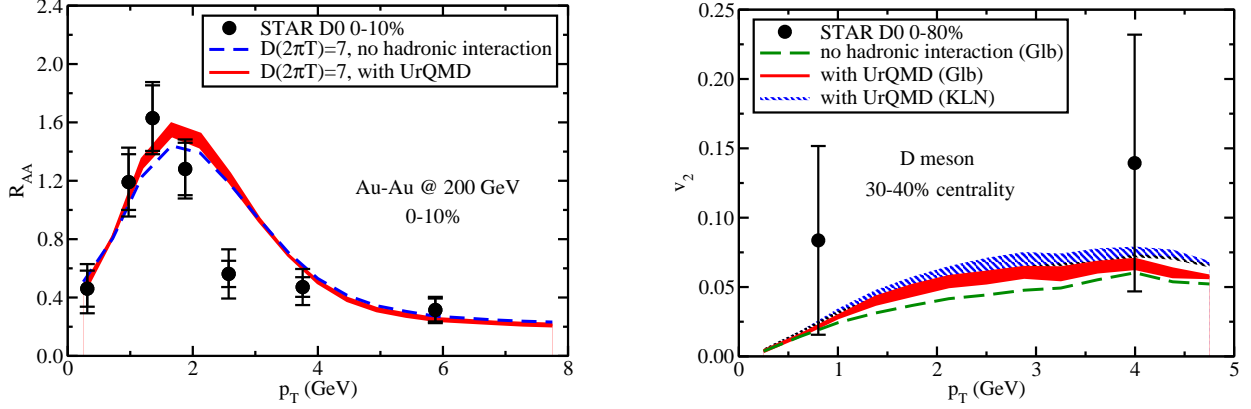 2.4
2.0
1.6
1.2
0.8
0.4
0.0
R_AA
STAR D0 0-10%
D(2πT)=7, no hadronic interaction
D(2πT)=7, with UrQMD
Au-Au @ 200 GeV
0-10%
0 2 4 6 8
p_T (GeV)
0.25
0.20
0.15
0.10
0.05
0.00
v_2
STAR D0 0-80%
no hadronic interaction (Glb)
with UrQMD (Glb)
with UrQMD (KLN)
D meson
30-40% centrality
0 1 2 3 4 5
p_T (GeV)